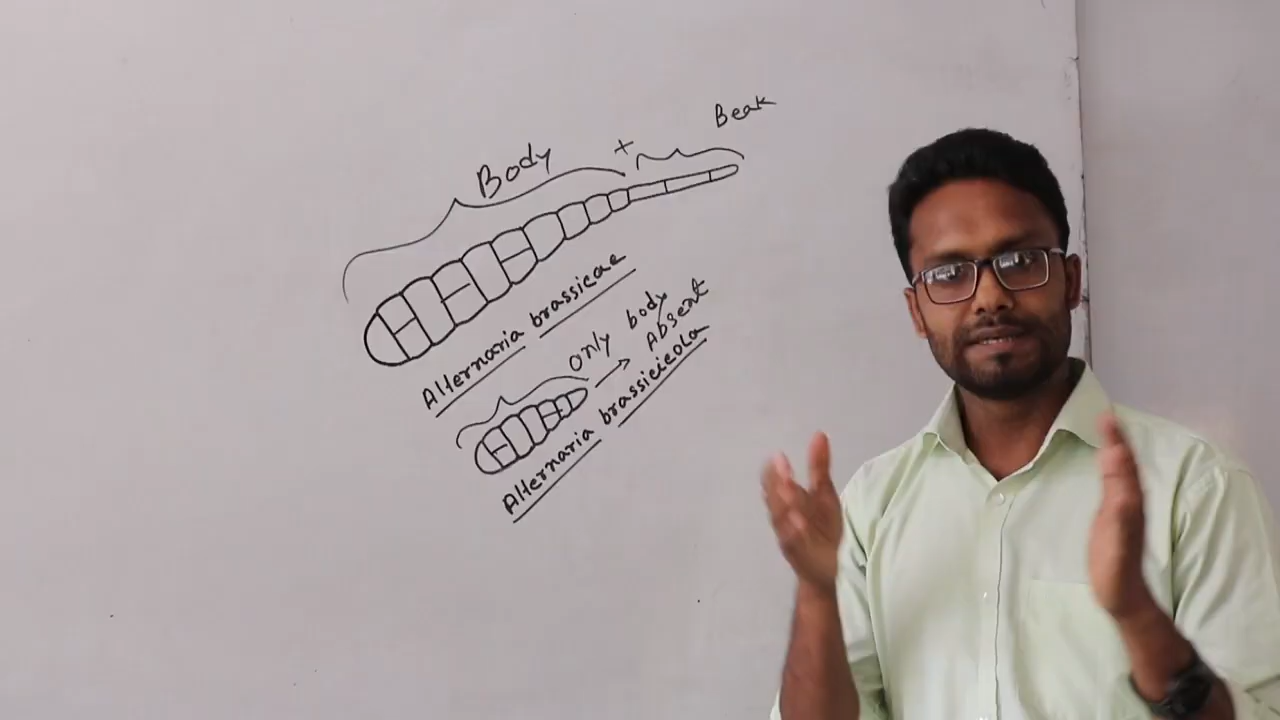 Body + Beak
Alternaria brassicae
only body
→ Absent
Alternaria brassicicola